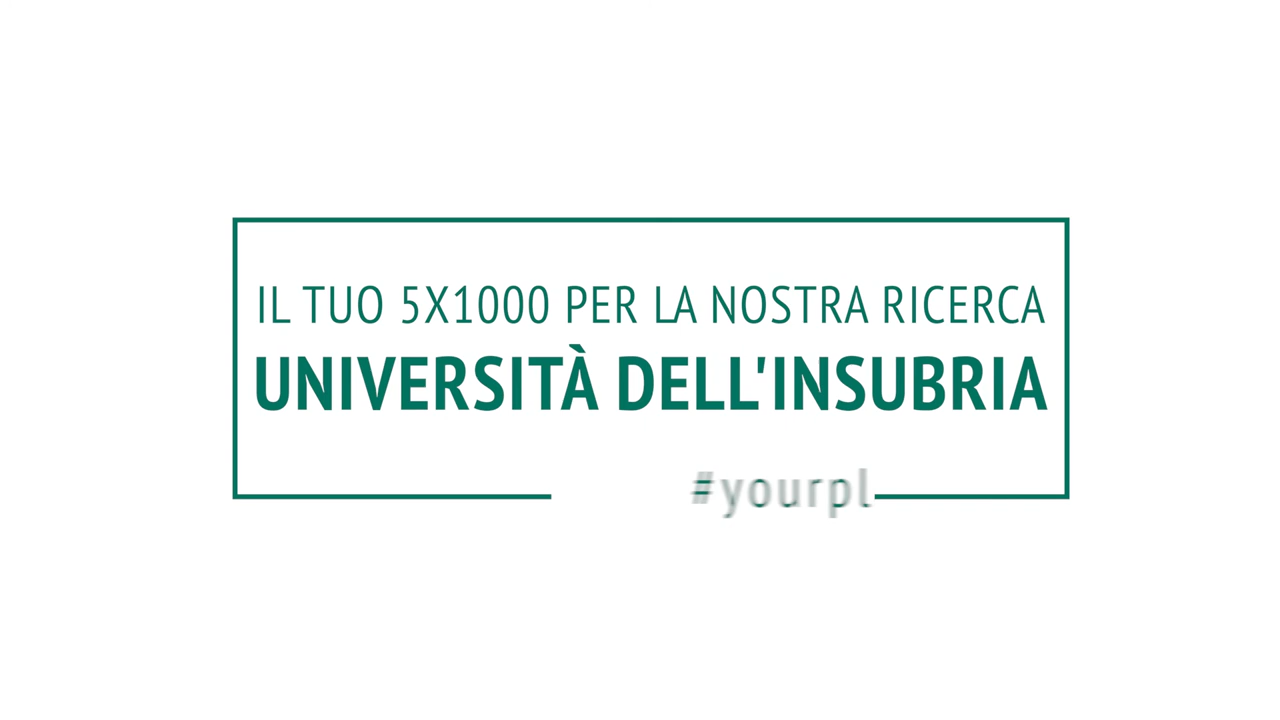 IL TUO 5X1000 PER LA NOSTRA RICERCA
UNIVERSITÀ DELL'INSUBRIA
#yourpl